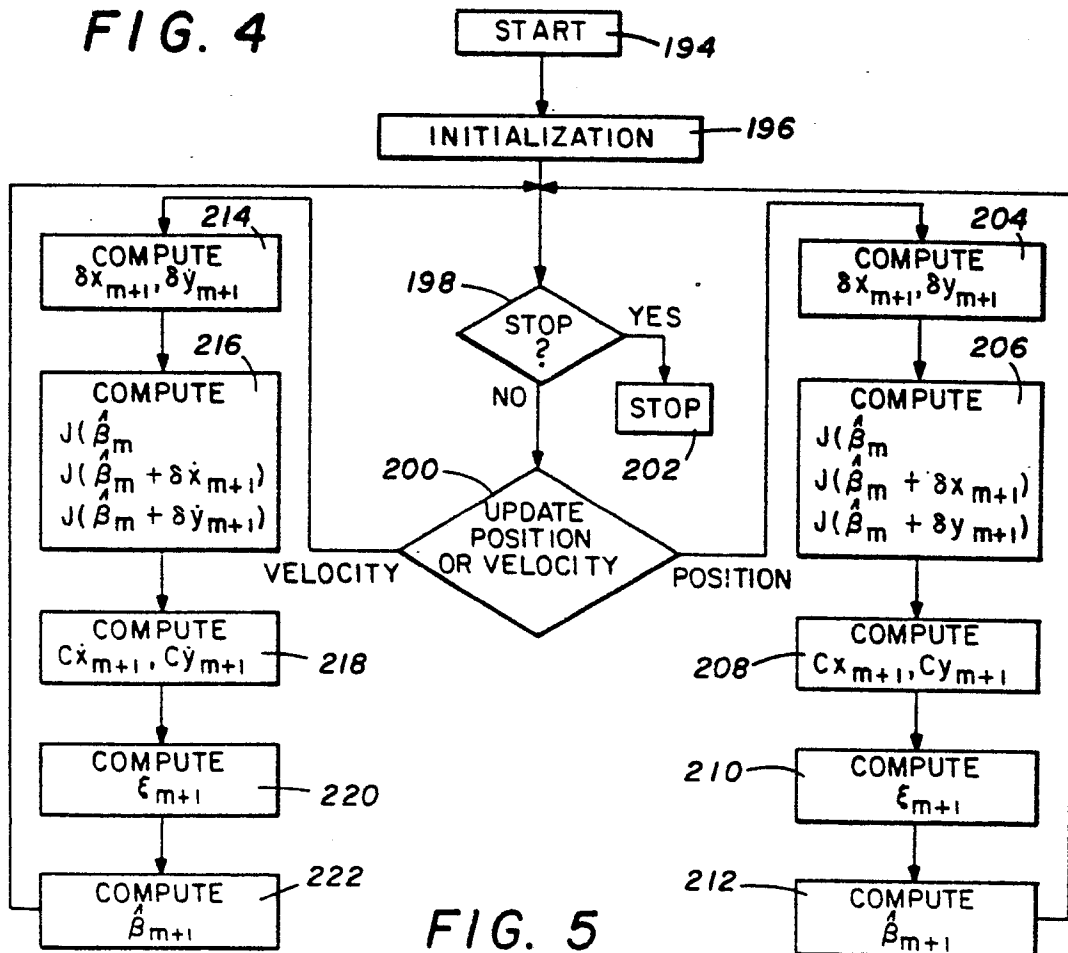 FIG. 4
START
194
INITIALIZATION
196
214
COMPUTE
δẋₘ₊₁, δẏₘ₊₁
216
COMPUTE
J(β̂ₘ
J(β̂ₘ + δẋₘ₊₁)
J(β̂ₘ + δẏₘ₊₁)
COMPUTE
Cẋₘ₊₁, Cẏₘ₊₁
218
COMPUTE
ξₘ₊₁
220
COMPUTE
β̂ₘ₊₁
222
198
STOP
?
YES
NO
STOP
202
200
UPDATE
POSITION
OR VELOCITY
VELOCITY
POSITION
204
COMPUTE
δxₘ₊₁, δyₘ₊₁
206
COMPUTE
J(β̂ₘ
J(β̂ₘ + δxₘ₊₁)
J(β̂ₘ + δyₘ₊₁)
208
COMPUTE
Cxₘ₊₁, Cyₘ₊₁
210
COMPUTE
ξₘ₊₁
212
COMPUTE
β̂ₘ₊₁
FIG. 5